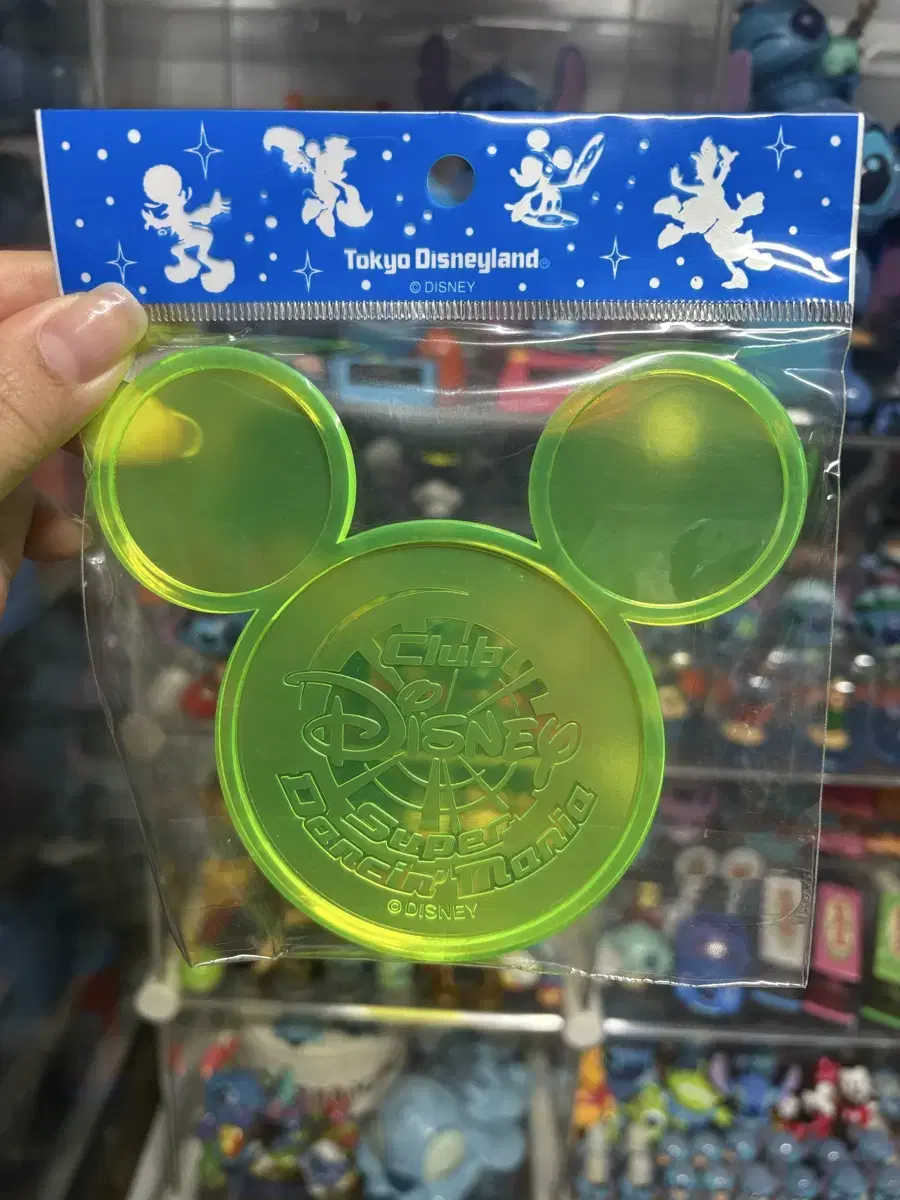 Tokyo Disneyland®
© DISNEY
Club
DISNEY
Super
Dancin' Mania
© DISNEY